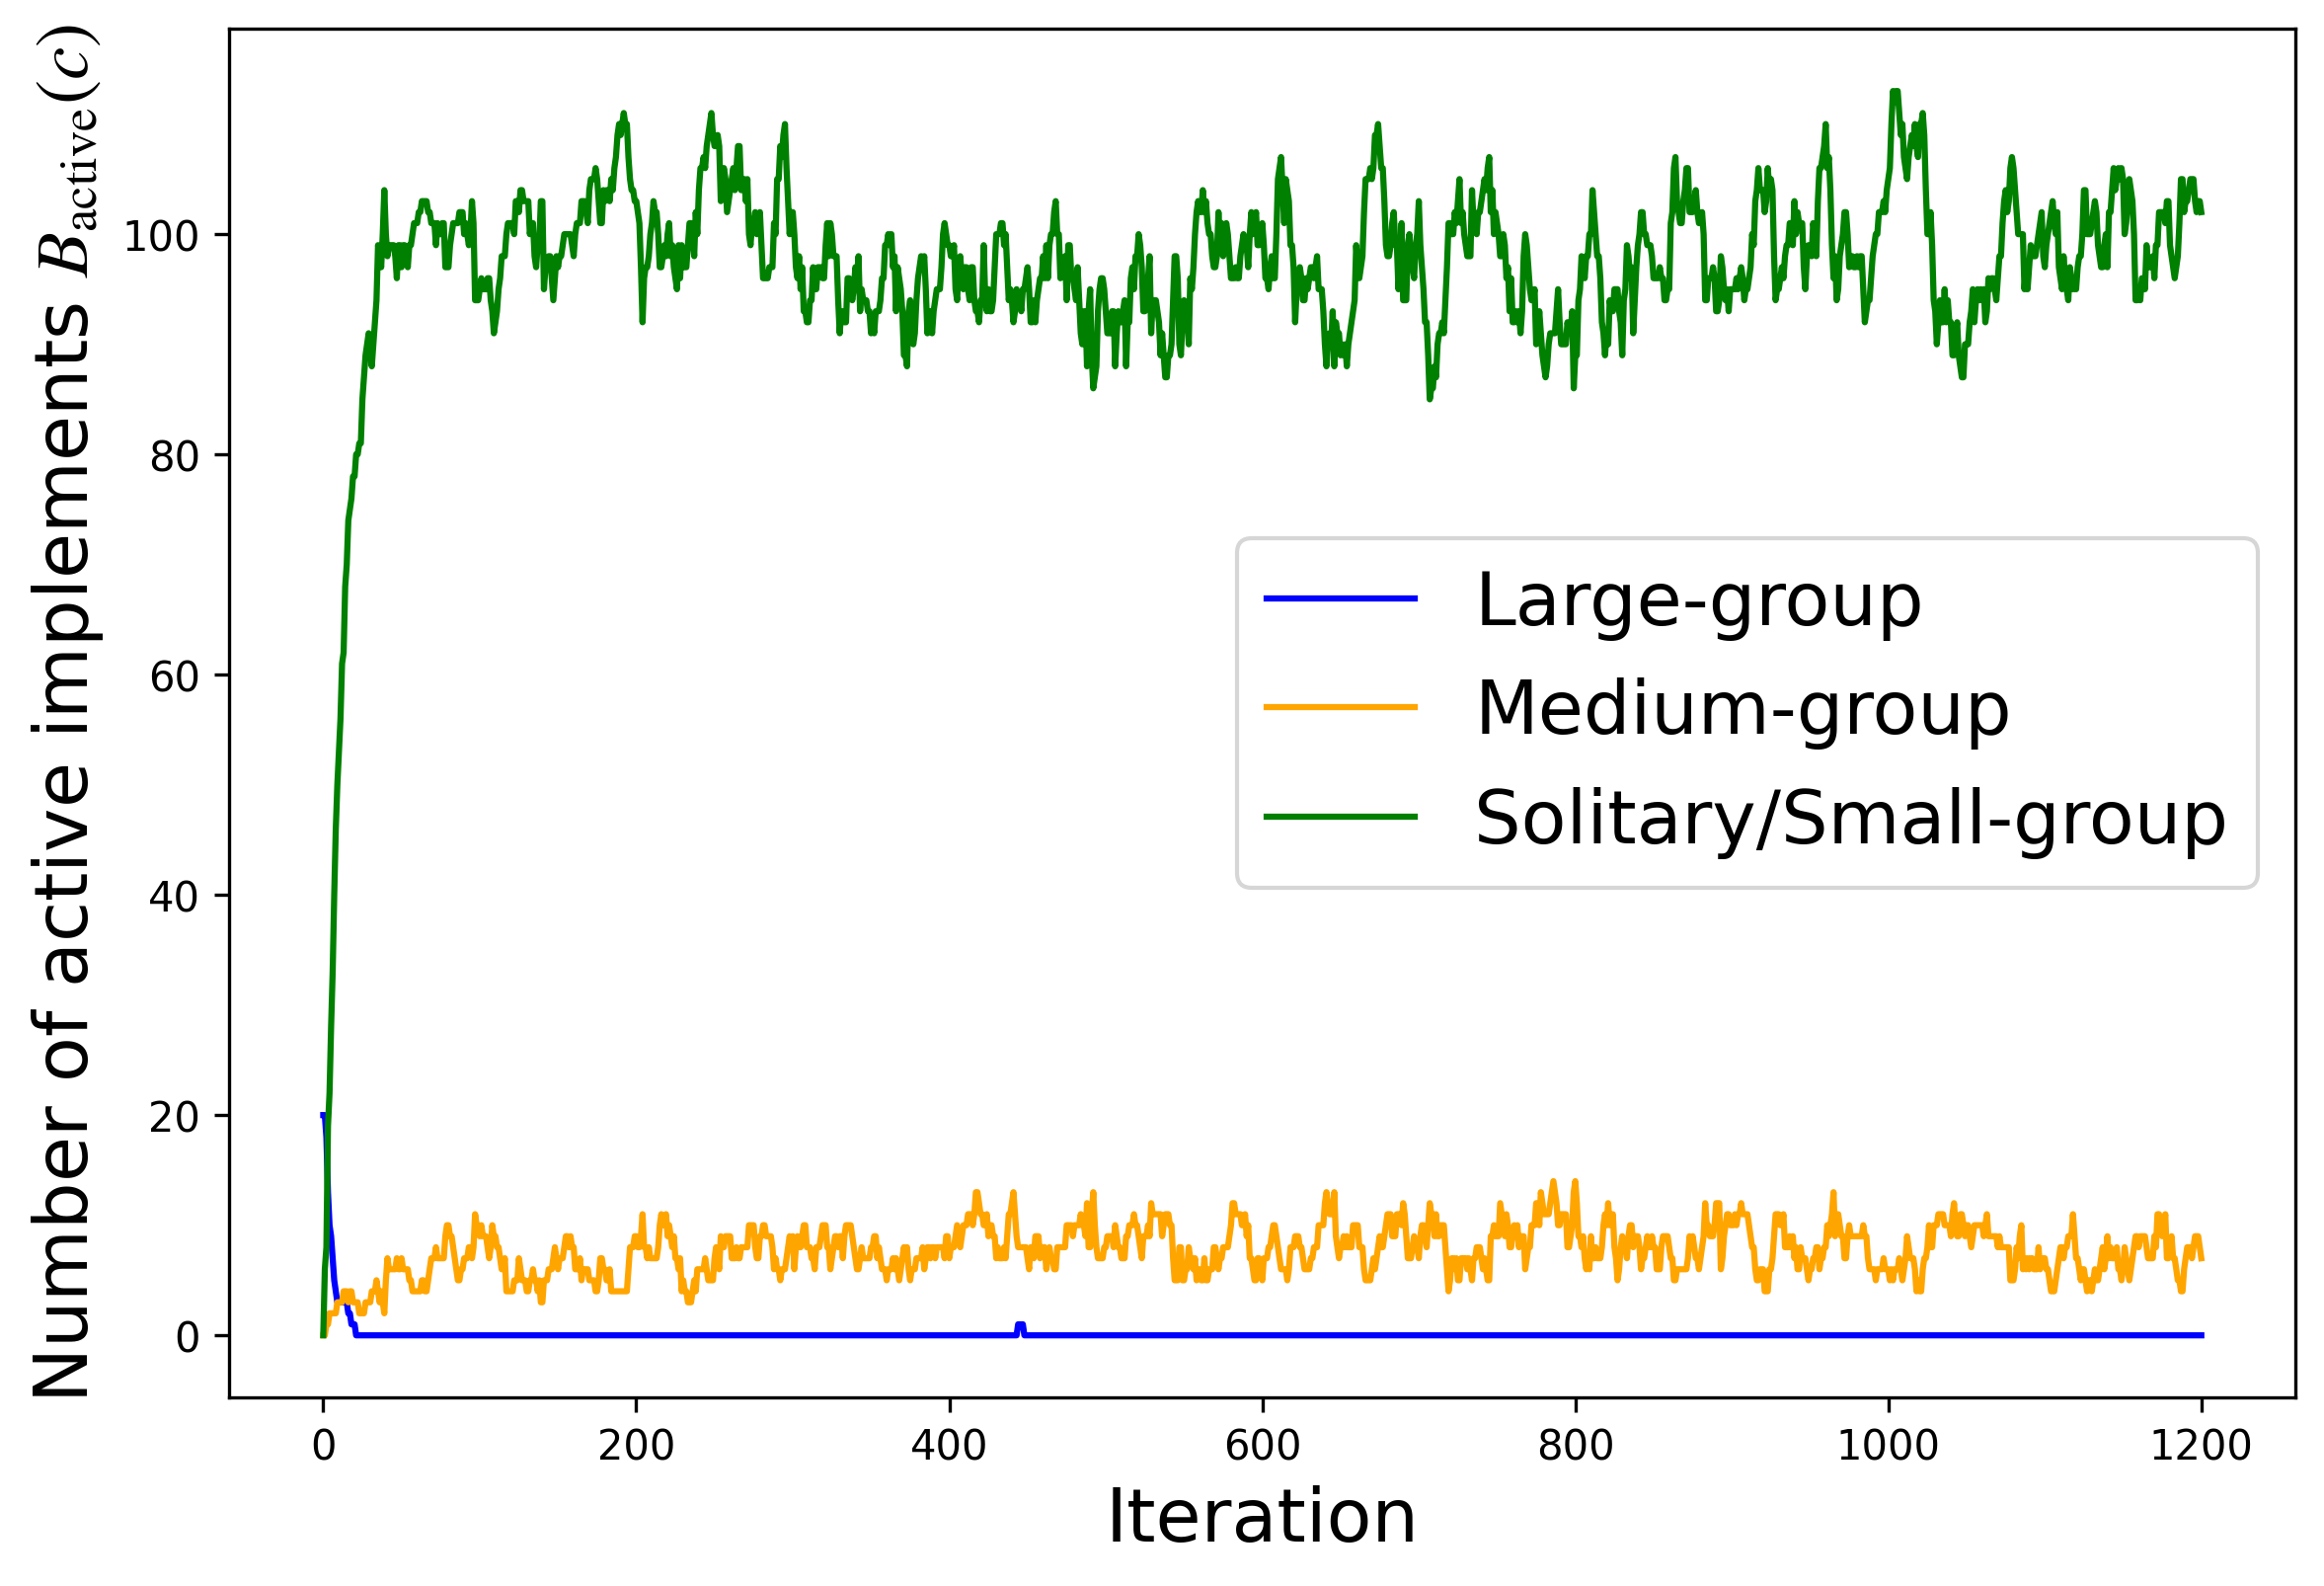 Number of active implements B_active(c)
100
80
60
40
20
0
Large-group
Medium-group
Solitary/Small-group
0 200 400 600 800 1000 1200
Iteration